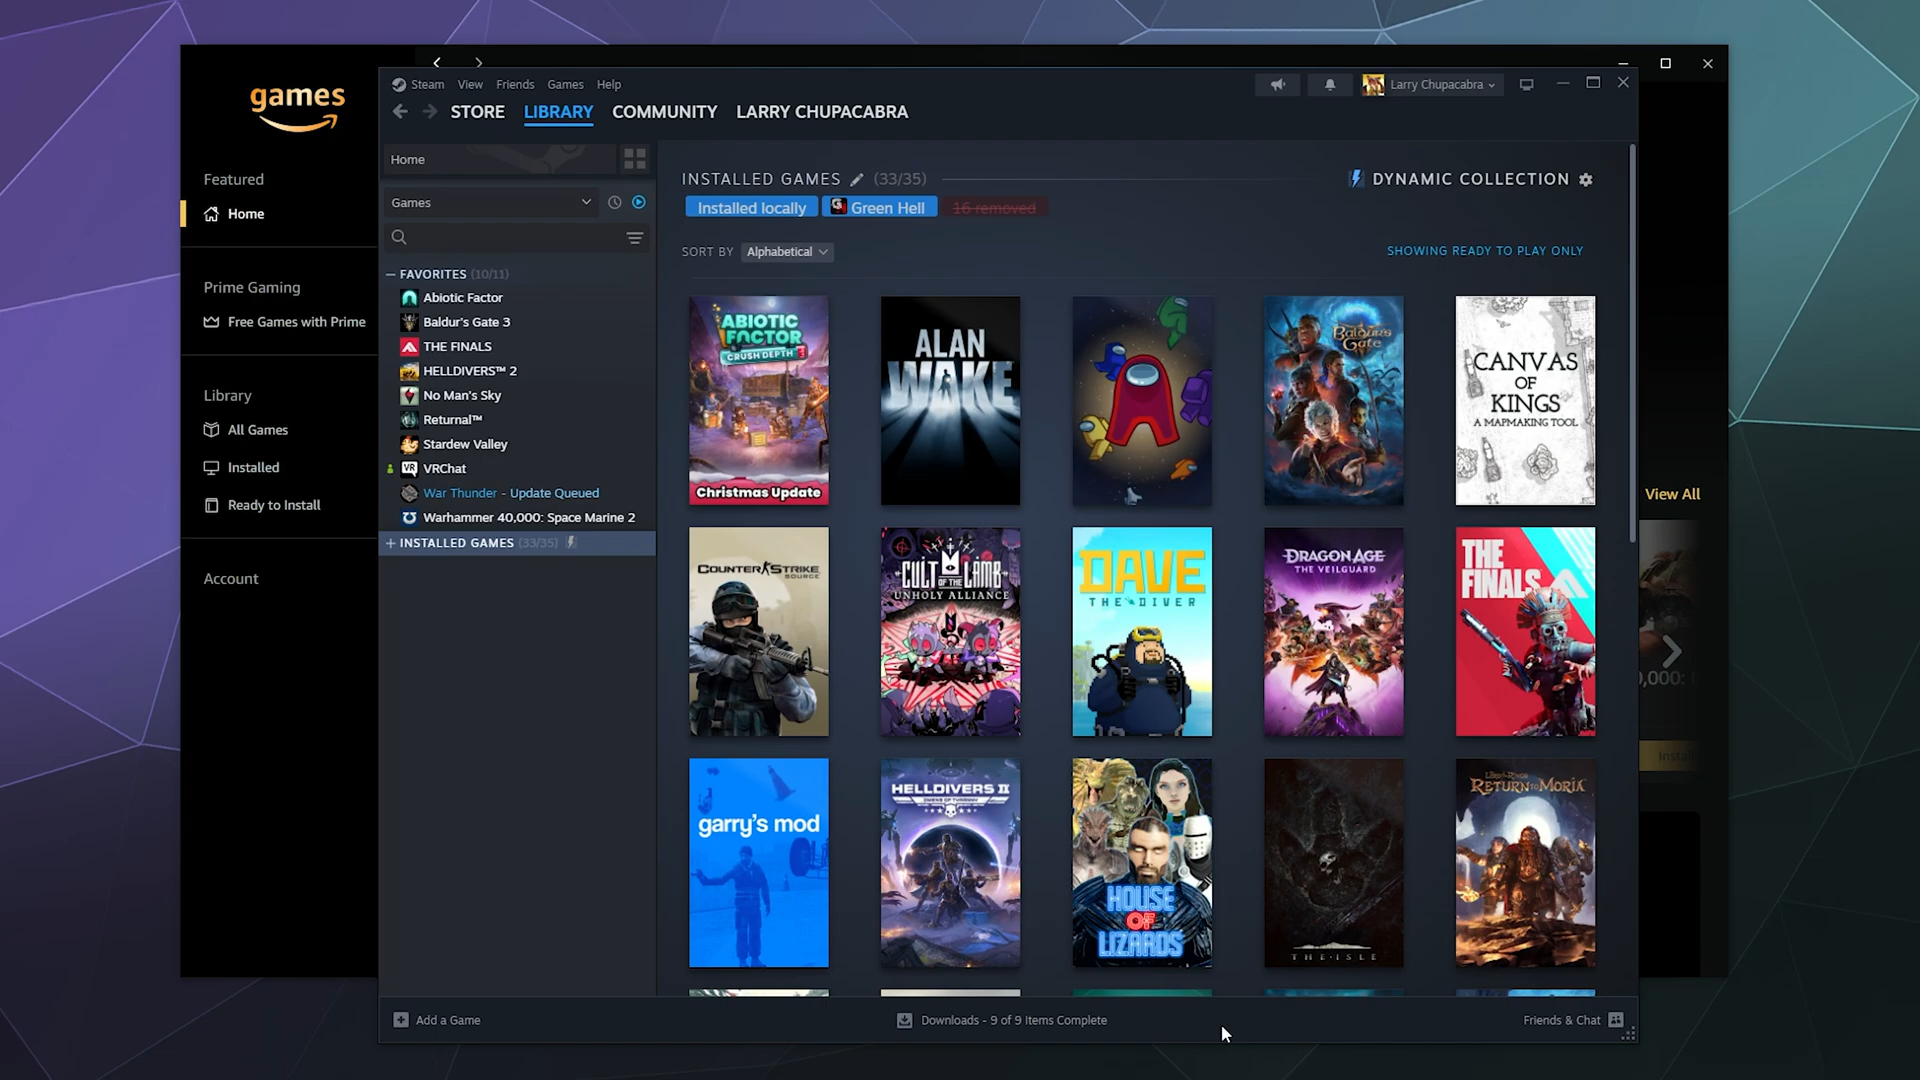 games
Featured
Home
Prime Gaming
Free Games with Prime
Library
All Games
Installed
Ready to Install
Account
Steam View Friends Games Help
Larry Chupacabra
STORE LIBRARY COMMUNITY LARRY CHUPACABRA
Home
Games
FAVORITES (10/11)
Abiotic Factor
Baldur's Gate 3
THE FINALS
HELLDIVERS™ 2
No Man's Sky
Returnal™
Stardew Valley
VRChat
War Thunder - Update Queued
Warhammer 40,000: Space Marine 2
INSTALLED GAMES (33/35)
INSTALLED GAMES (33/35)
DYNAMIC COLLECTION
Installed locally
Green Hell
16 removed
SORT BY Alphabetical
SHOWING READY TO PLAY ONLY
ABIOTIC
FACTOR
CRUSH DEPTH
Christmas Update
ALAN
WAKE
Baldur's
Gate
CANVAS
OF
KINGS
A MAPMAKING TOOL
COUNTER STRIKE
SOURCE
CULT OF THE LAMB
UNHOLY ALLIANCE
DAVE
THE DIVER
DRAGON AGE
THE VEILGUARD
THE
FINALS
garry's mod
HELLDIVERS II
HOUSE
OF
LIZARDS
THE ISLE
RETURN TO MORIA
View All
0,000:
Install
Add a Game
Downloads - 9 of 9 Items Complete
Friends & Chat